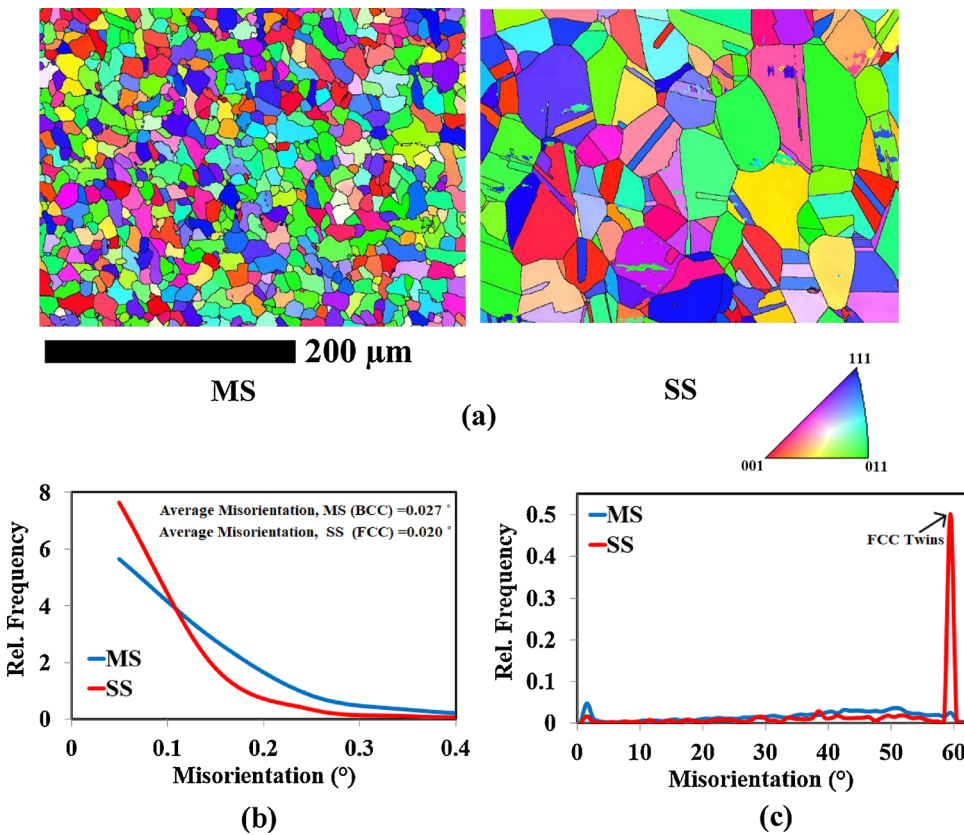 200 μm
MS
SS
(a)
111
001
011
8
6
4
2
0
Rel. Frequency
Average Misorientation, MS (BCC) =0.027 °
Average Misorientation, SS (FCC) =0.020 °
MS
SS
0
0.1
0.2
0.3
0.4
Misorientation (°)
(b)
0.5
0.4
0.3
0.2
0.1
0
Rel. Frequency
MS
SS
FCC Twins
0
10
20
30
40
50
60
Misorientation (°)
(c)